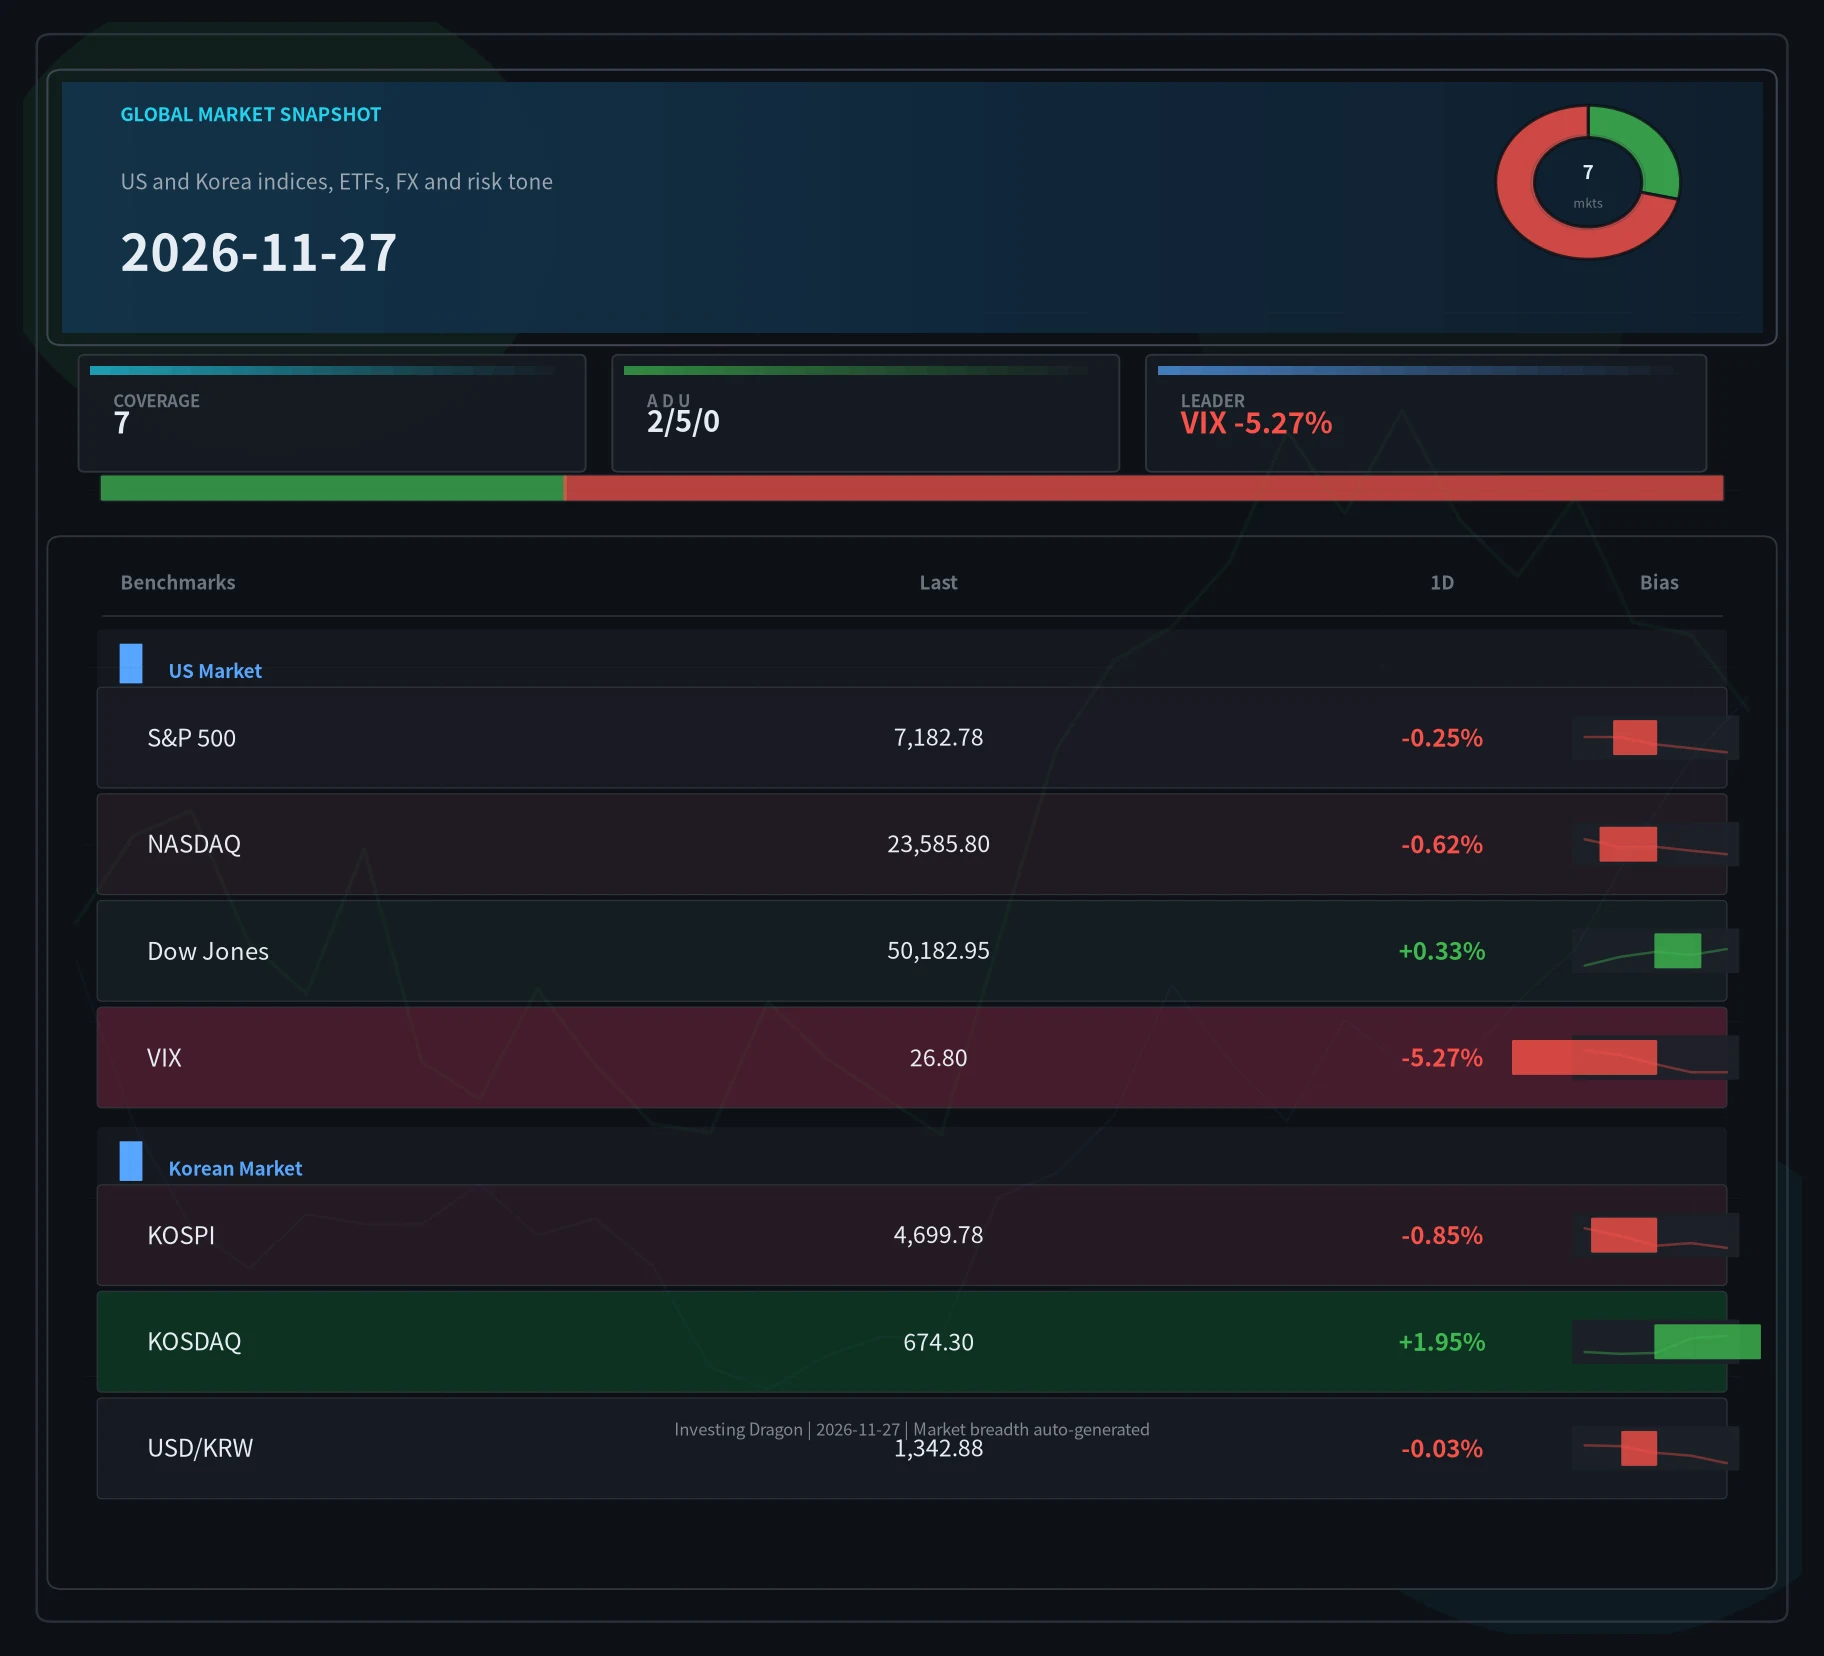 GLOBAL MARKET SNAPSHOT
US and Korea indices, ETFs, FX and risk tone
2026-11-27
7
mkts
COVERAGE
7
A D U
2/5/0
LEADER
VIX -5.27%
Benchmarks Last 1D Bias
US Market
S&P 500 7,182.78 -0.25%
NASDAQ 23,585.80 -0.62%
Dow Jones 50,182.95 +0.33%
VIX 26.80 -5.27%
Korean Market
KOSPI 4,699.78 -0.85%
KOSDAQ 674.30 +1.95%
Investing Dragon | 2026-11-27 | Market breadth auto-generated
USD/KRW 1,342.88 -0.03%